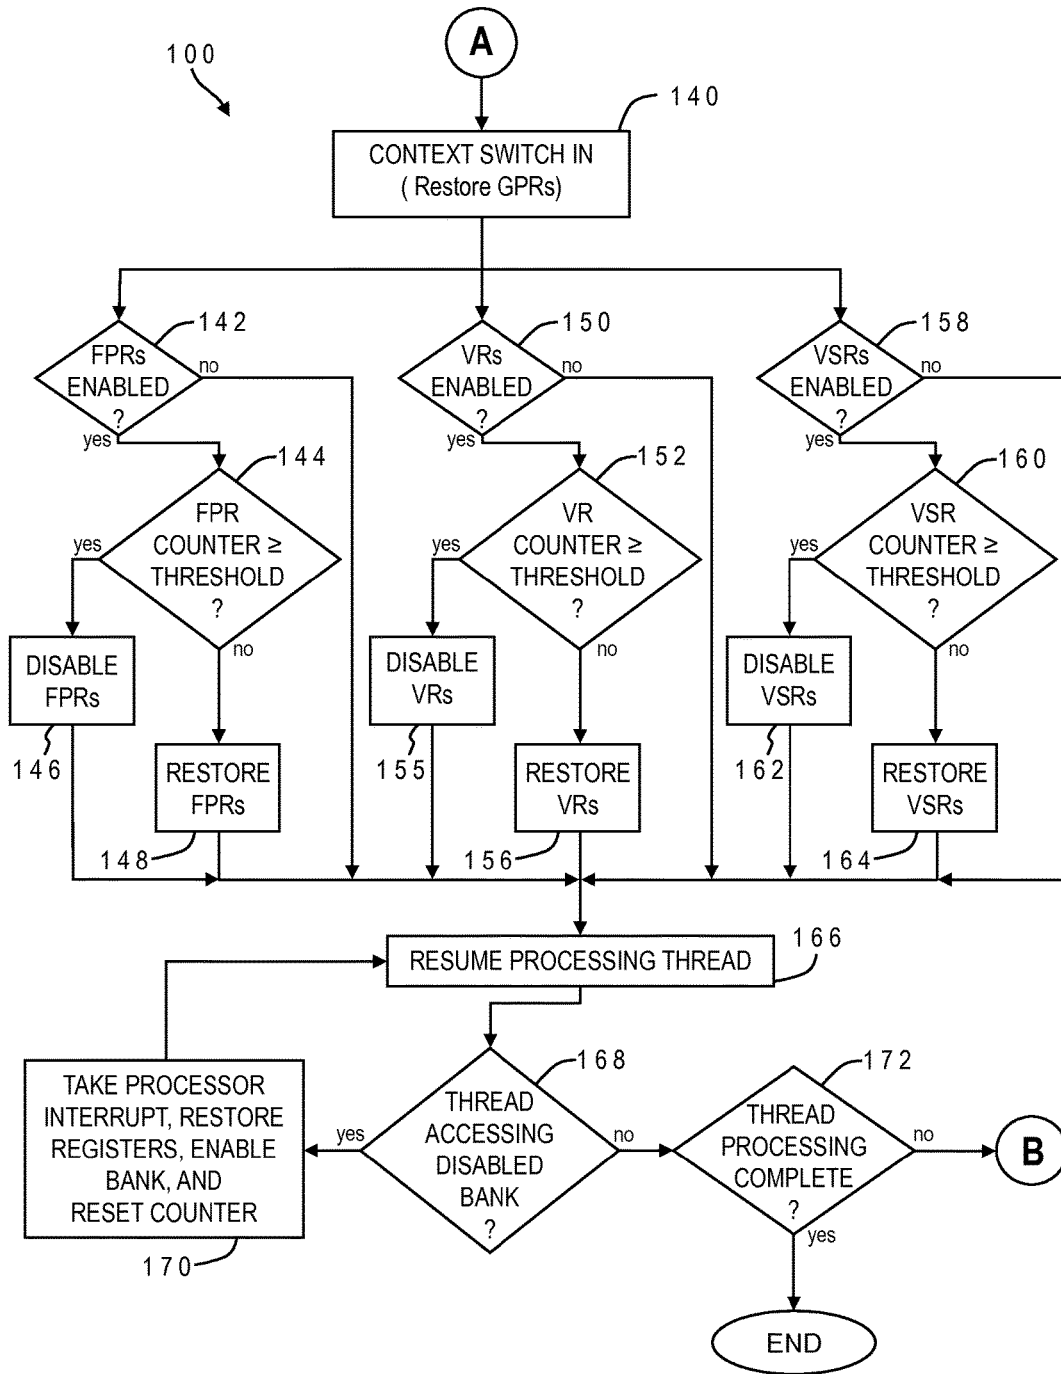 A
100
140
CONTEXT SWITCH IN
( Restore GPRs)
142
150
158
FPRs
ENABLED
?
no
yes
VRs
ENABLED
?
no
yes
VSRs
ENABLED
?
no
yes
144
152
160
FPR
COUNTER ≥
THRESHOLD
?
yes
no
VR
COUNTER ≥
THRESHOLD
?
yes
no
VSR
COUNTER ≥
THRESHOLD
?
yes
no
DISABLE
FPRs
DISABLE
VRs
DISABLE
VSRs
146
155
162
RESTORE
FPRs
RESTORE
VRs
RESTORE
VSRs
148
156
164
RESUME PROCESSING THREAD
166
168
172
TAKE PROCESSOR
INTERRUPT, RESTORE
REGISTERS, ENABLE
BANK, AND
RESET COUNTER
170
yes
THREAD
ACCESSING
DISABLED
BANK
?
no
THREAD
PROCESSING
COMPLETE
?
no
yes
B
END